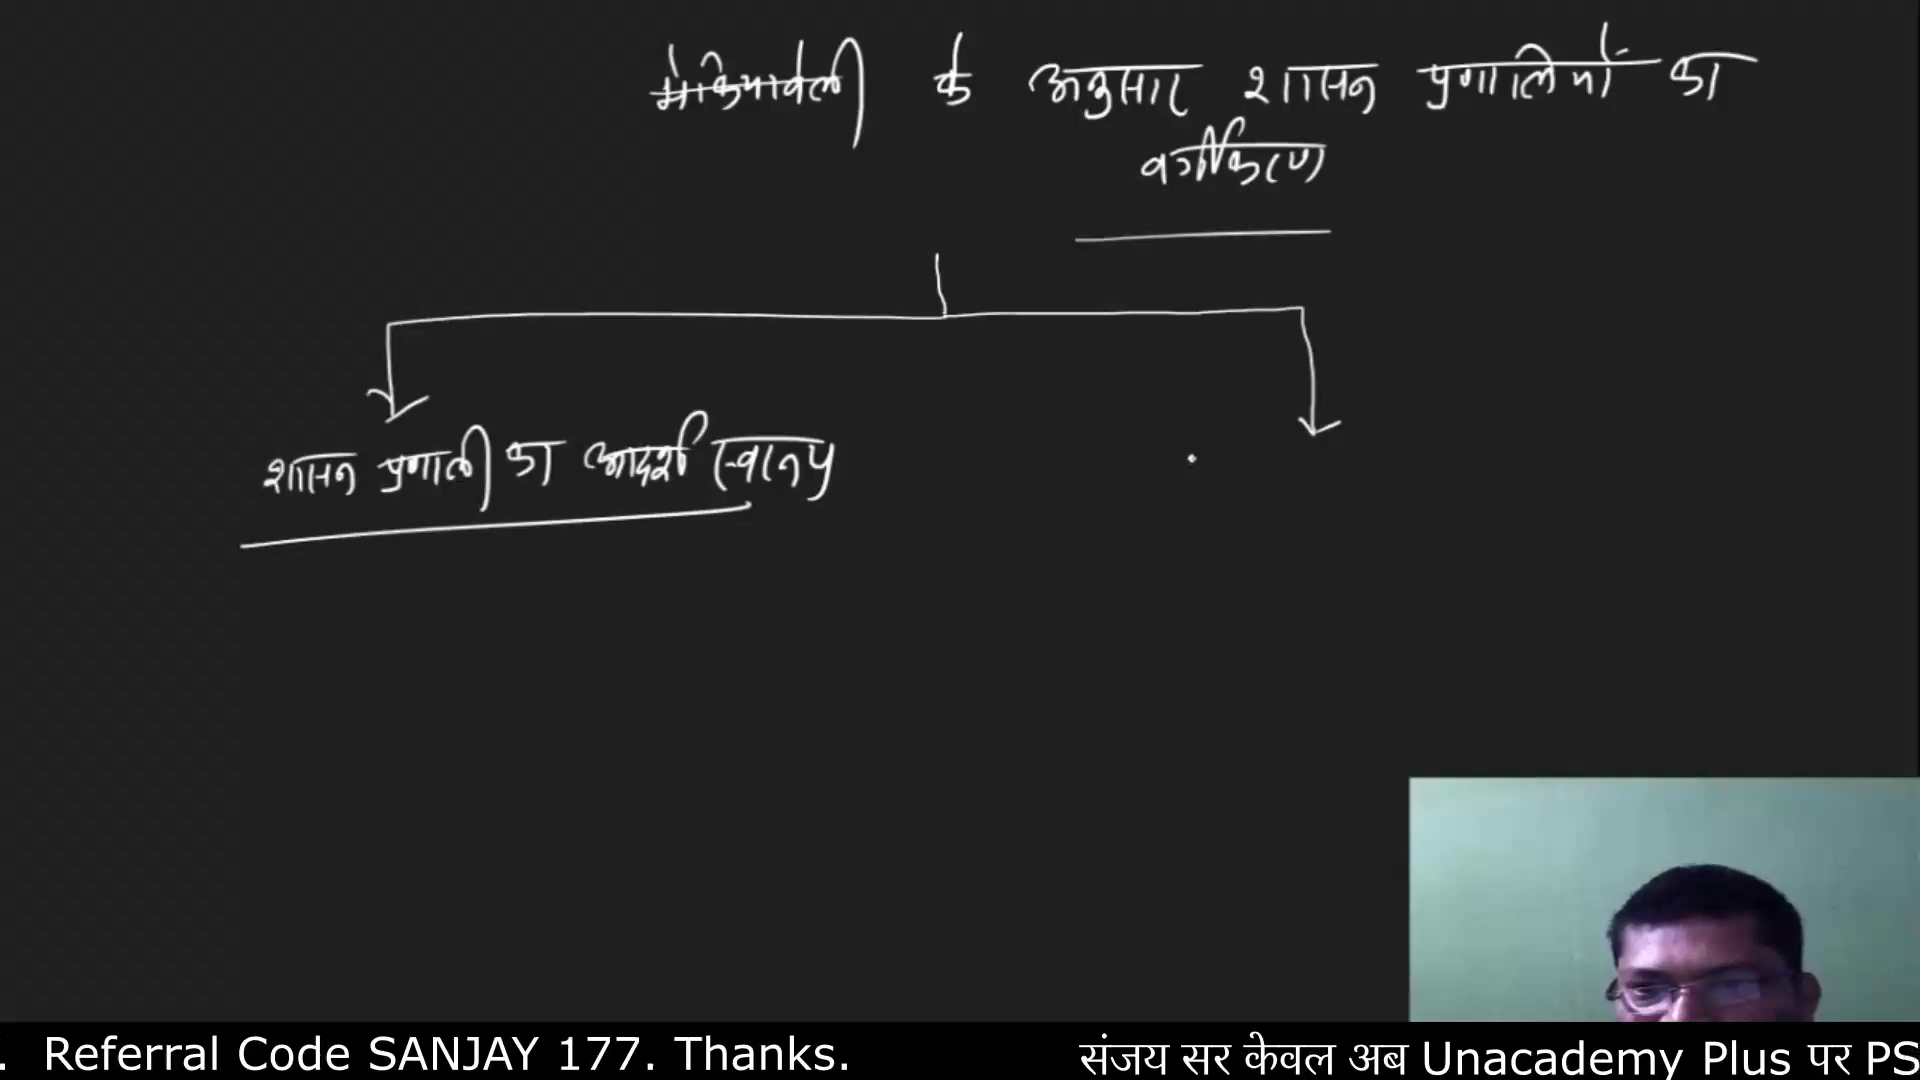 मैकियावेली के अनुसार शासन प्रणालियों का
वर्गीकरण
शासन प्रणाली का आदर्श स्वरूप
. Referral Code SANJAY 177. Thanks. संजय सर केवल अब Unacademy Plus पर PS